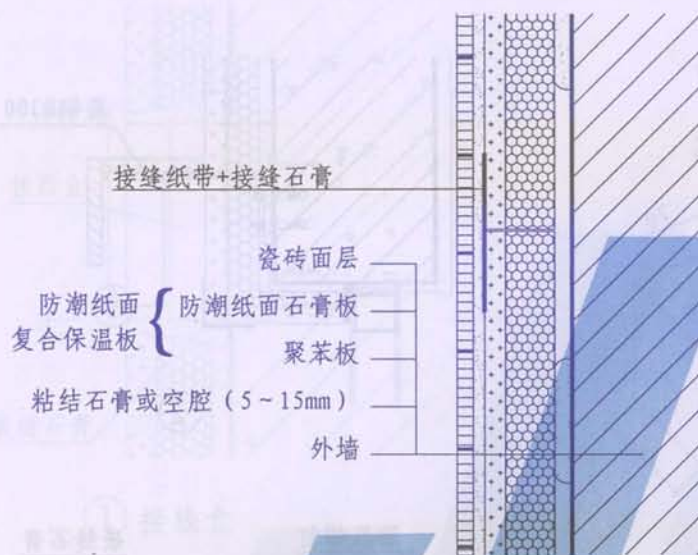 接缝纸带+接缝石膏
瓷砖面层
防潮纸面
复合保温板
防潮纸面石膏板
聚苯板
粘结石膏或空腔（5~15mm）
外墙